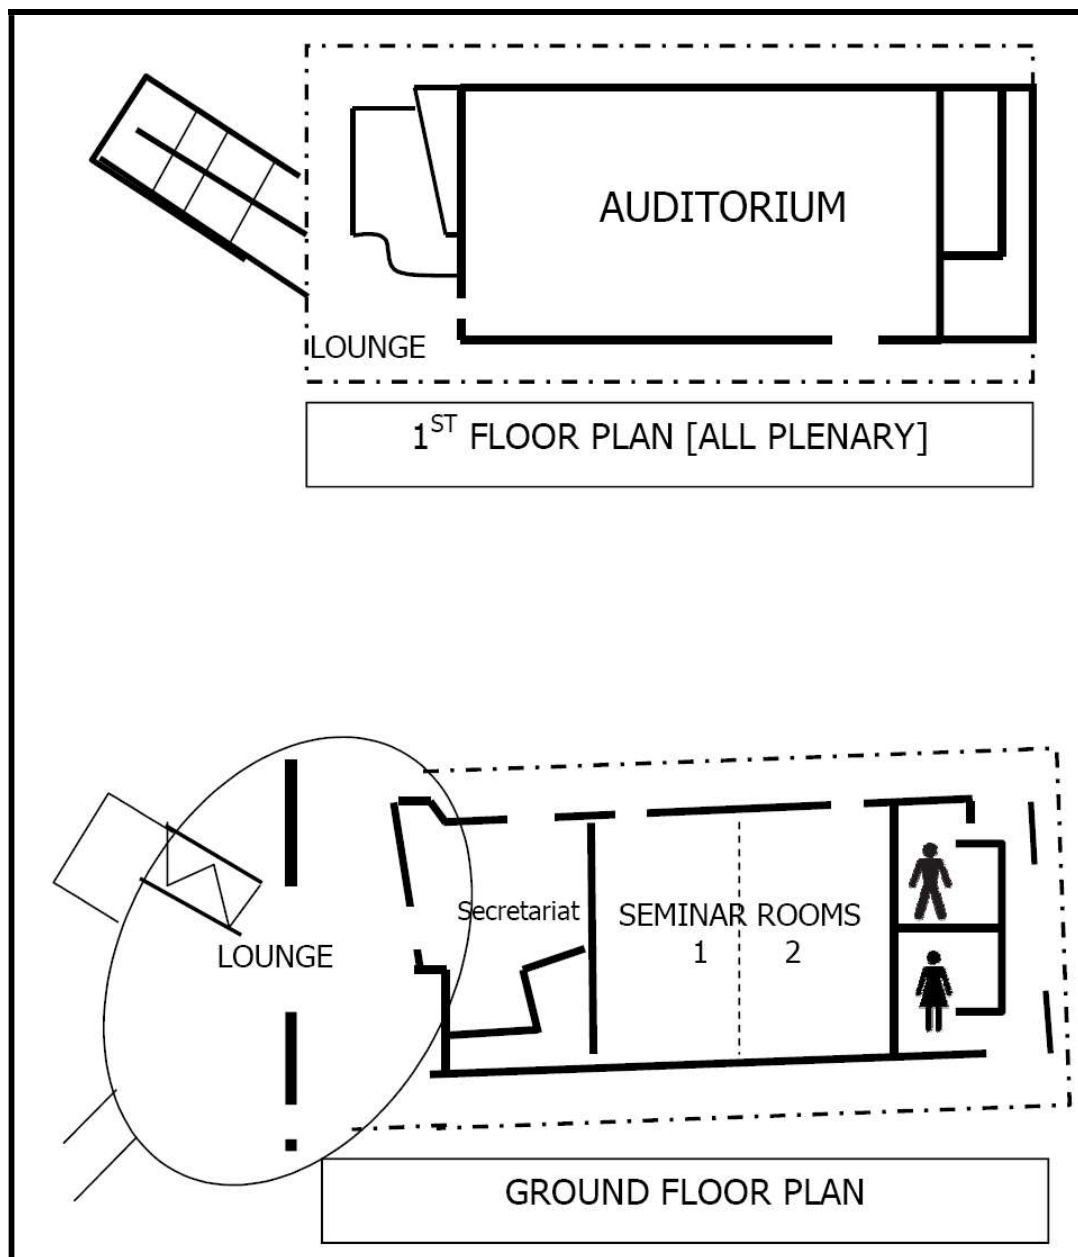 AUDITORIUM
LOUNGE
1ST FLOOR PLAN [ALL PLENARY]
Secretariat
SEMINAR ROOMS
1 2
LOUNGE
GROUND FLOOR PLAN